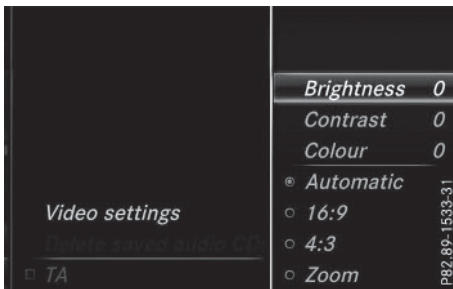 Video settings
Delete saved audio CDs
TA
Brightness 0
Contrast 0
Colour 0
Automatic
16:9
4:3
Zoom
P82.89-1533-31